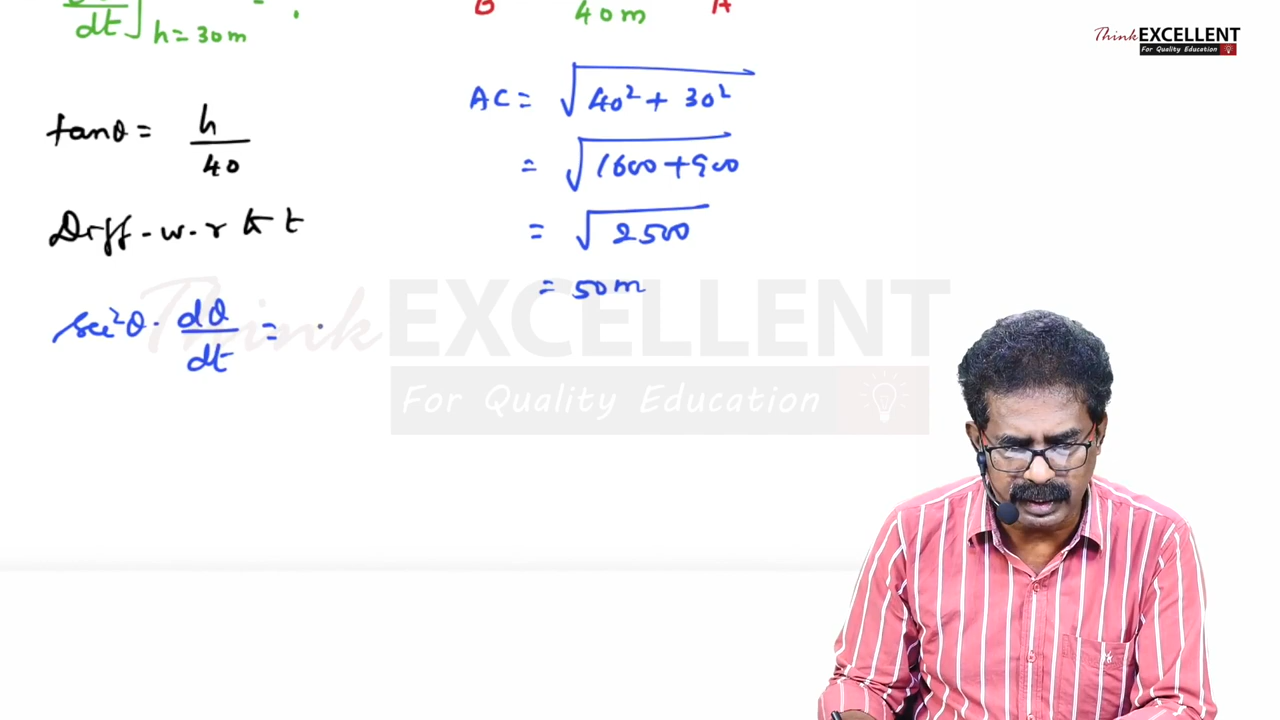 dθ/dt]h=30m = .
B 40m A
Think EXCELLENT
For Quality Education
AC = √(40² + 30²)
tanθ = h/40
= √(1600+900)
Diff-w-r to t
= √2500
= 50m
sec²θ · dθ/dt =
Think EXCELLENT
For Quality Education